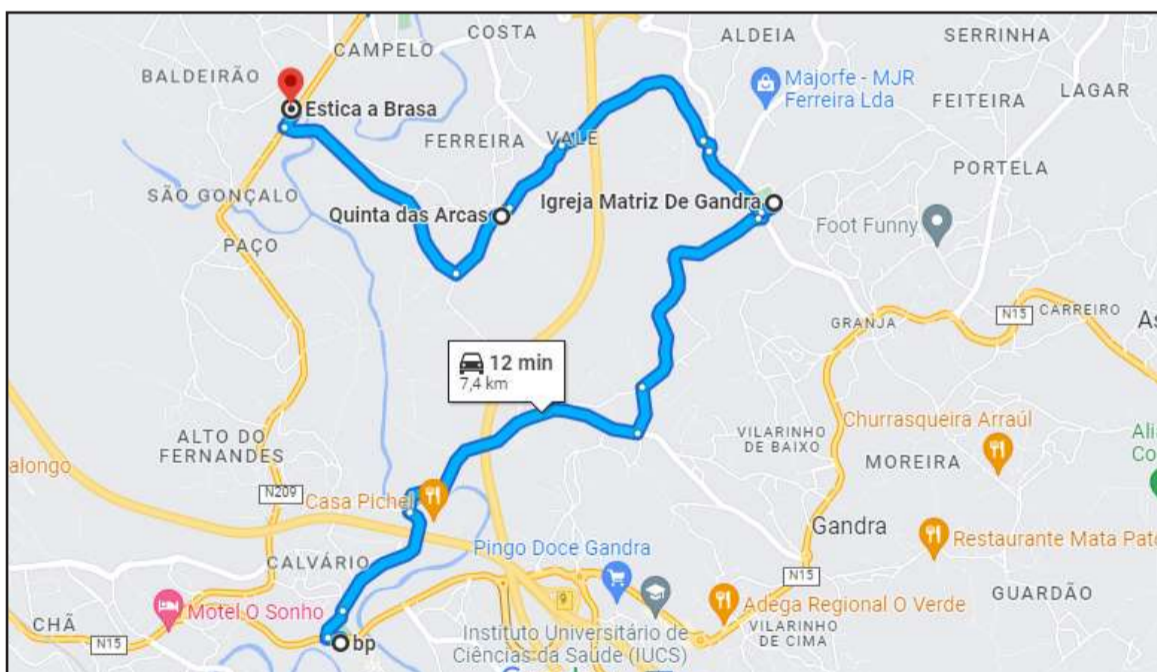 COSTA
ALDEIA
SERRINHA
CAMPELO
BALDEIRÃO
Majorfe - MJR
Ferreira Lda
LAGAR
FEITEIRA
Estica a Brasa
FERREIRA
VALE
PORTELA
SÃO GONÇALO
Quinta das Arcas
Igreja Matriz De Gandra
Foot Funny
PAÇO
N15
CARREIRO
GRANJA
As
12 min
7,4 km
ALTO DO
FERNANDES
VILARINHO
DE BAIXO
Churrasqueira Arraúl
MOREIRA
Ali
Co
alongo
N209
Casa Pichel
Gandra
Restaurante Mata Pato
Pingo Doce Gandra
CALVÁRIO
N15
GUARDÃO
9
Motel O Sonho
Adega Regional O Verde
VILARINHO
DE CIMA
CHÃ
N15
bp
Instituto Universitário de
Ciências da Saúde (IUCS)